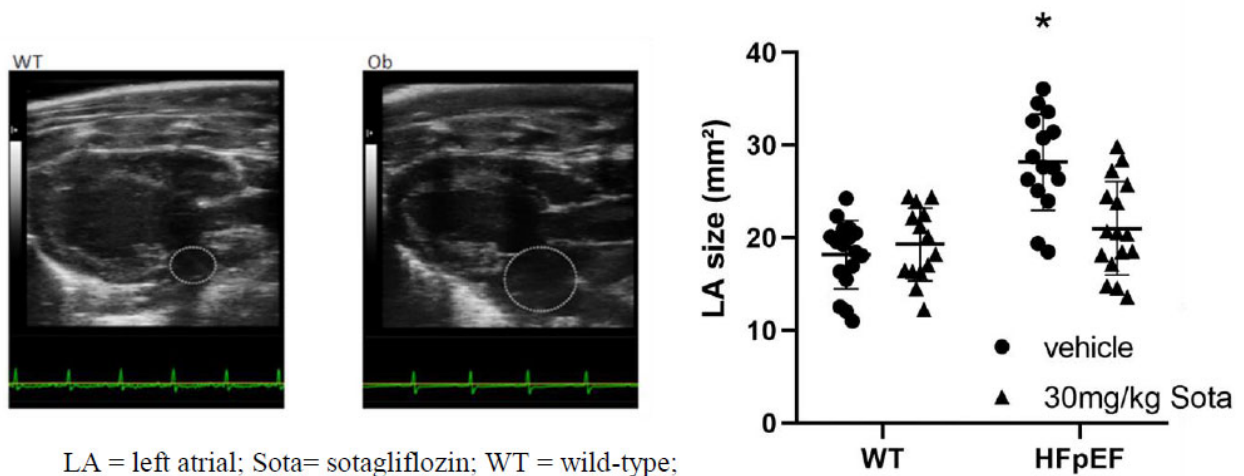 WT
Ob
*
LA size (mm²)
40
30
20
10
0
vehicle
30mg/kg Sota
WT
HFpEF
LA = left atrial; Sota= sotagliflozin; WT = wild-type;